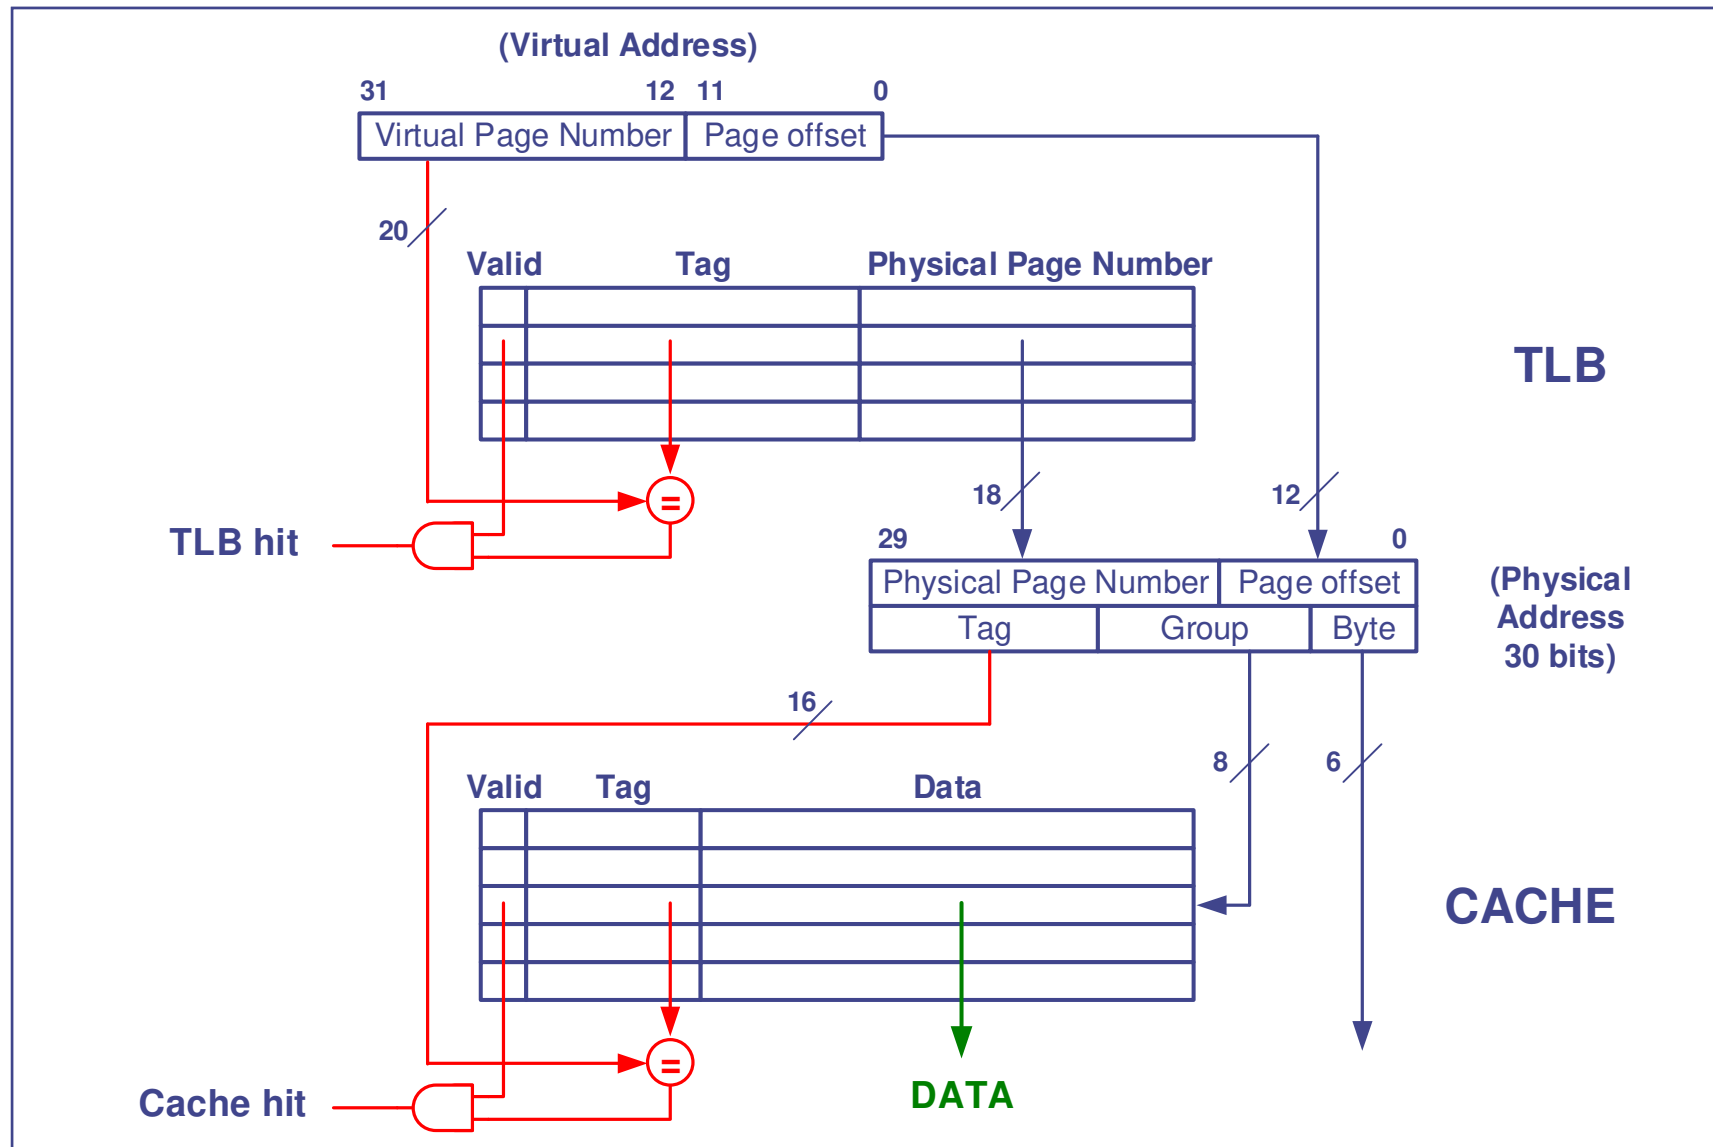 (Virtual Address)
31 12 11 0
Virtual Page Number Page offset
20
Valid Tag Physical Page Number
TLB
=
18 12
TLB hit
29 0
Physical Page Number Page offset
Tag Group Byte
(Physical
Address
30 bits)
16
8 6
Valid Tag Data
CACHE
=
Cache hit
DATA